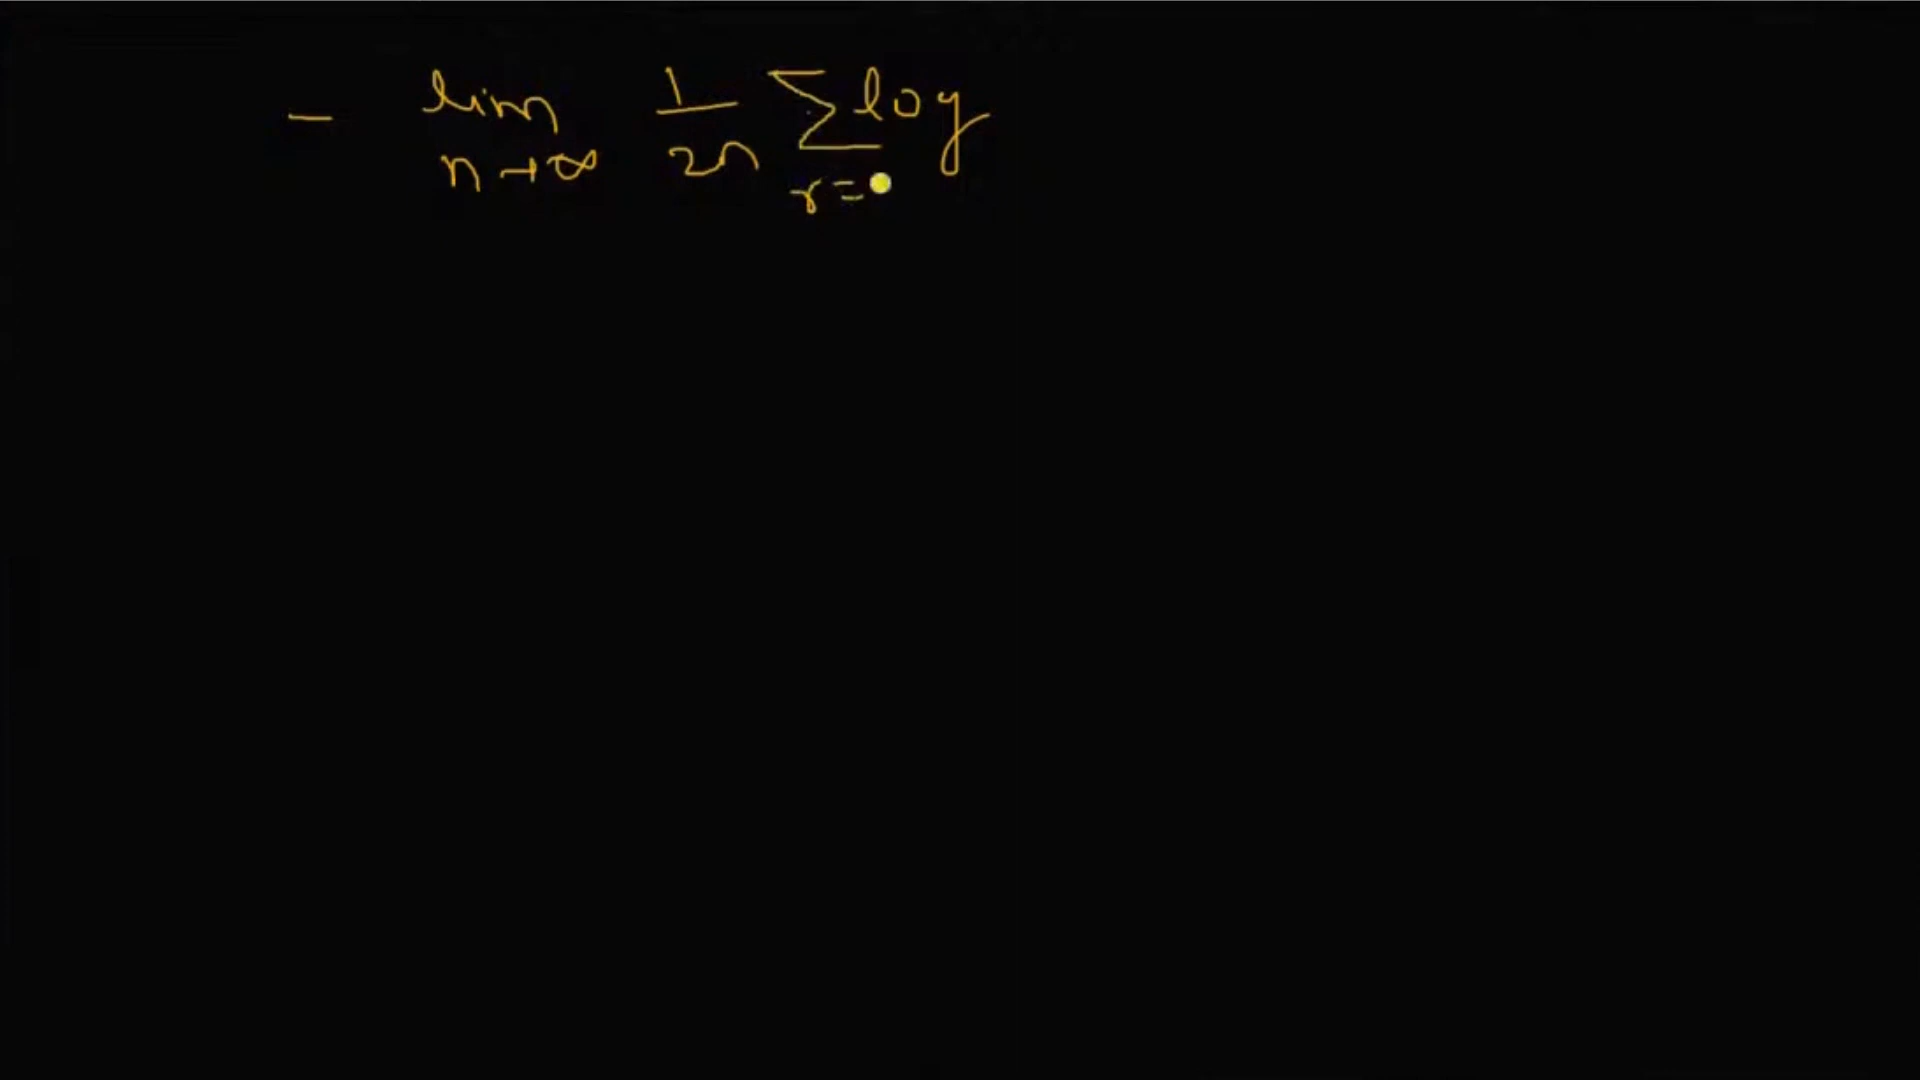 - lim n→∞ 1/2n ∑ r= log